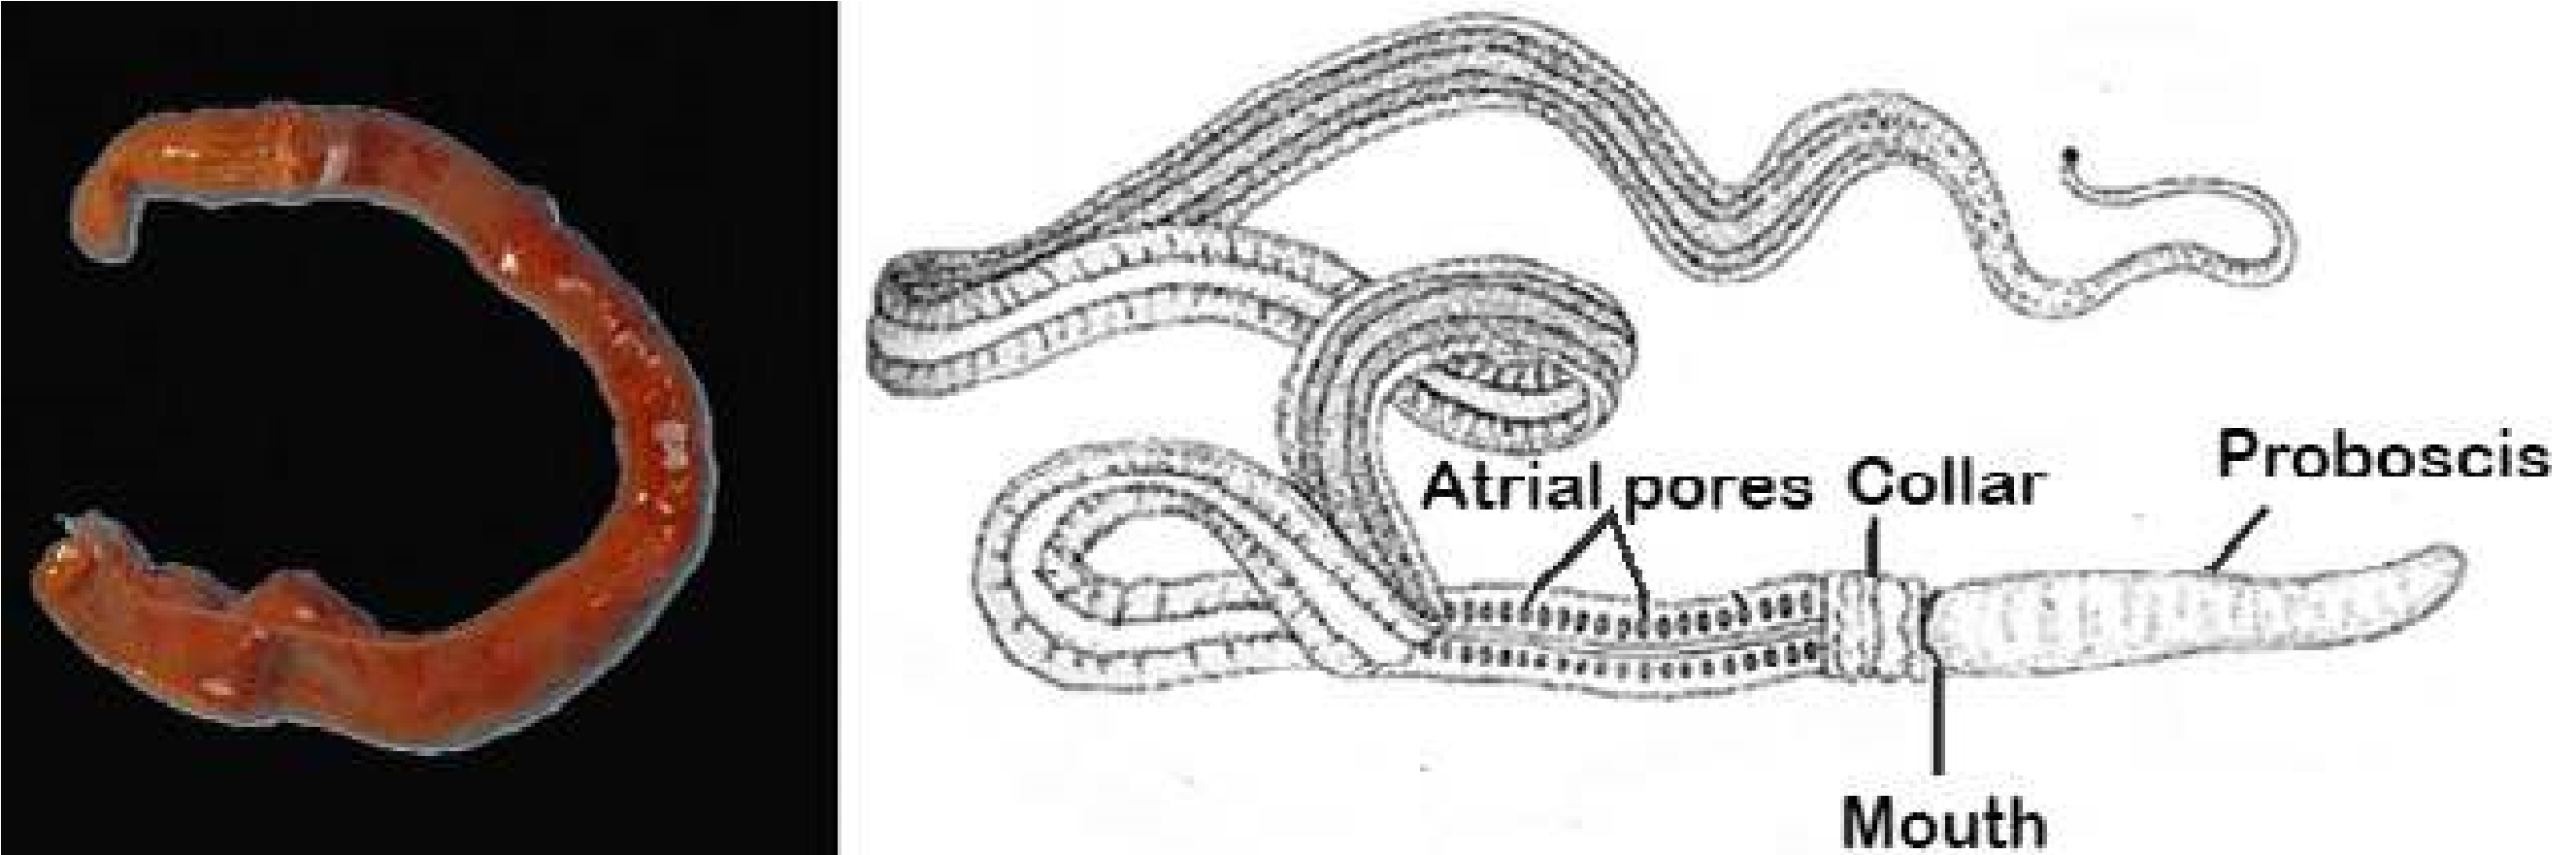 Proboscis
Atrial pores
Collar
Mouth